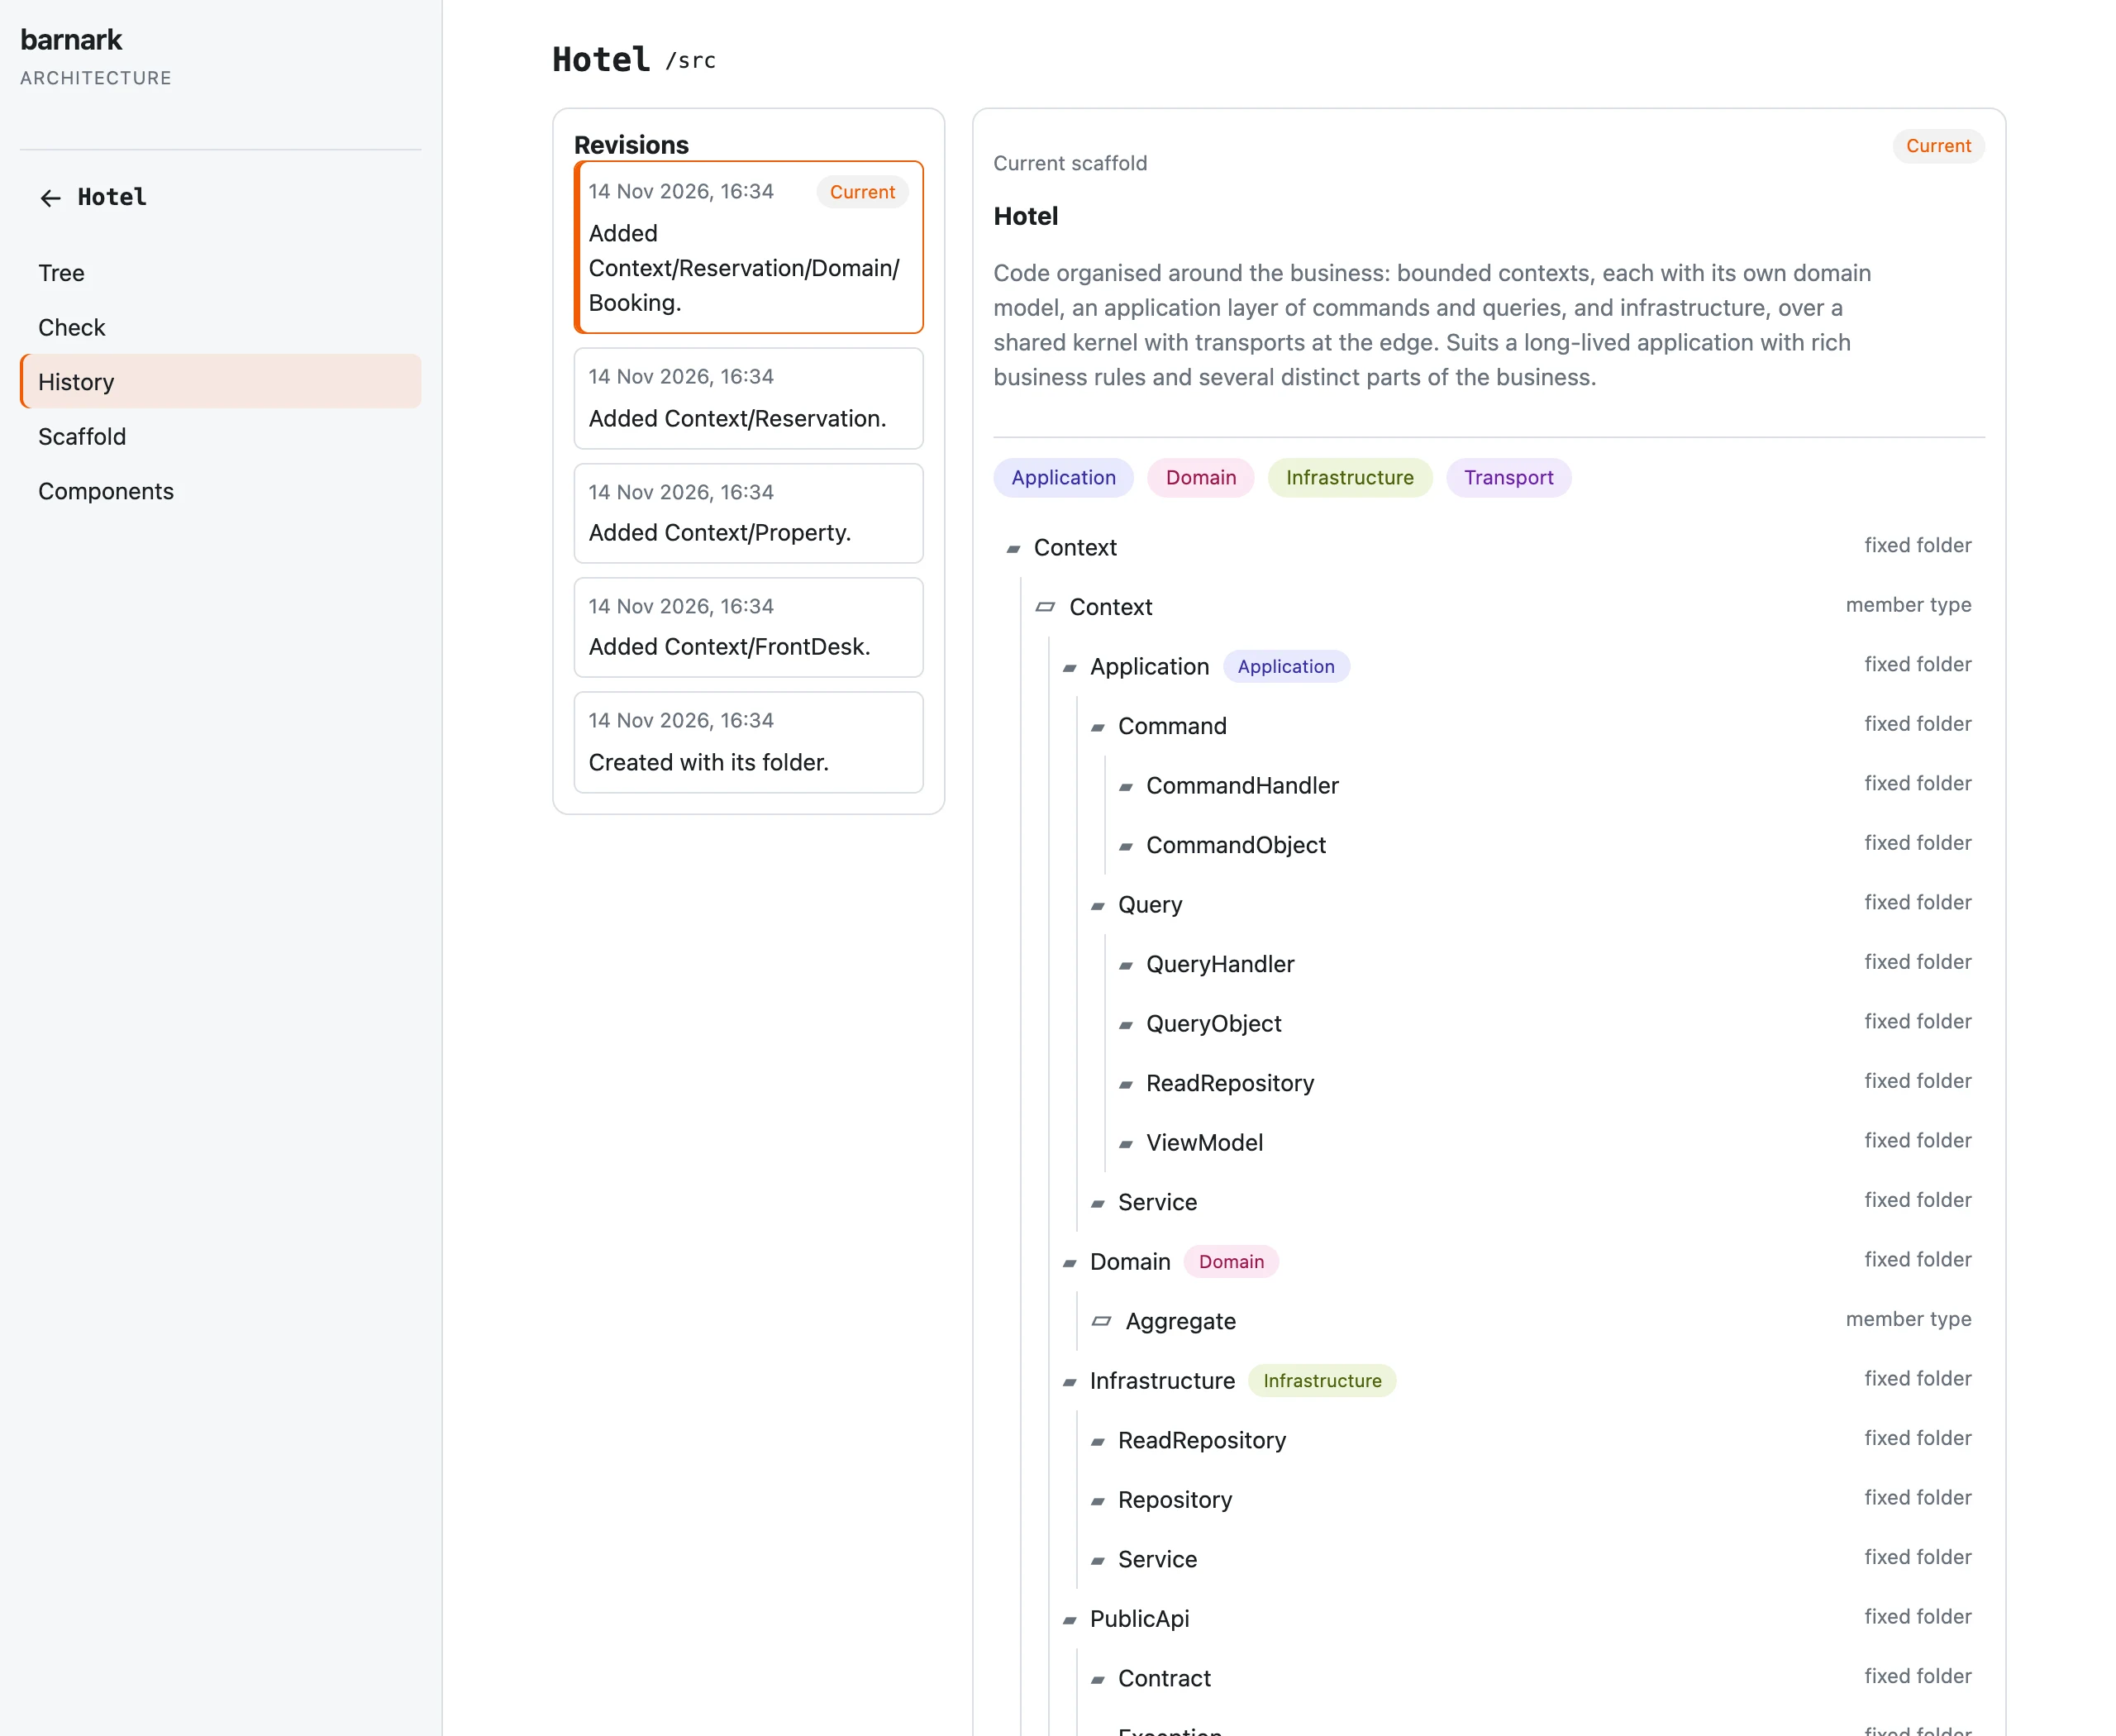 barnark
ARCHITECTURE
← Hotel
Tree
Check
History
Scaffold
Components
Hotel /src
Revisions
14 Nov 2026, 16:34 Current
Added
Context/Reservation/Domain/
Booking.
14 Nov 2026, 16:34
Added Context/Reservation.
14 Nov 2026, 16:34
Added Context/Property.
14 Nov 2026, 16:34
Added Context/FrontDesk.
14 Nov 2026, 16:34
Created with its folder.
Current
Current scaffold
Hotel
Code organised around the business: bounded contexts, each with its own domain
model, an application layer of commands and queries, and infrastructure, over a
shared kernel with transports at the edge. Suits a long-lived application with rich
business rules and several distinct parts of the business.
Application Domain Infrastructure Transport
Context fixed folder
Context member type
Application Application fixed folder
Command fixed folder
CommandHandler fixed folder
CommandObject fixed folder
Query fixed folder
QueryHandler fixed folder
QueryObject fixed folder
ReadRepository fixed folder
ViewModel fixed folder
Service fixed folder
Domain Domain fixed folder
Aggregate member type
Infrastructure Infrastructure fixed folder
ReadRepository fixed folder
Repository fixed folder
Service fixed folder
PublicApi fixed folder
Contract fixed folder
Exception fixed folder